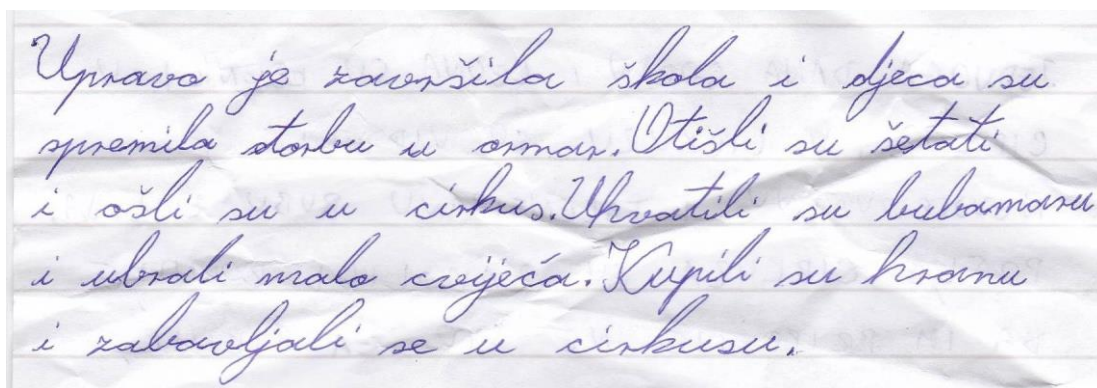 Upravo je završila škola i djeca su
spremila storbu u ormar. Otišli su šetati
i ošli su u cirkus. Uhvatili su bubamaru
i ubrali malo cvijeća. Kupili su hranu
i zabavljali se u cirkusu.